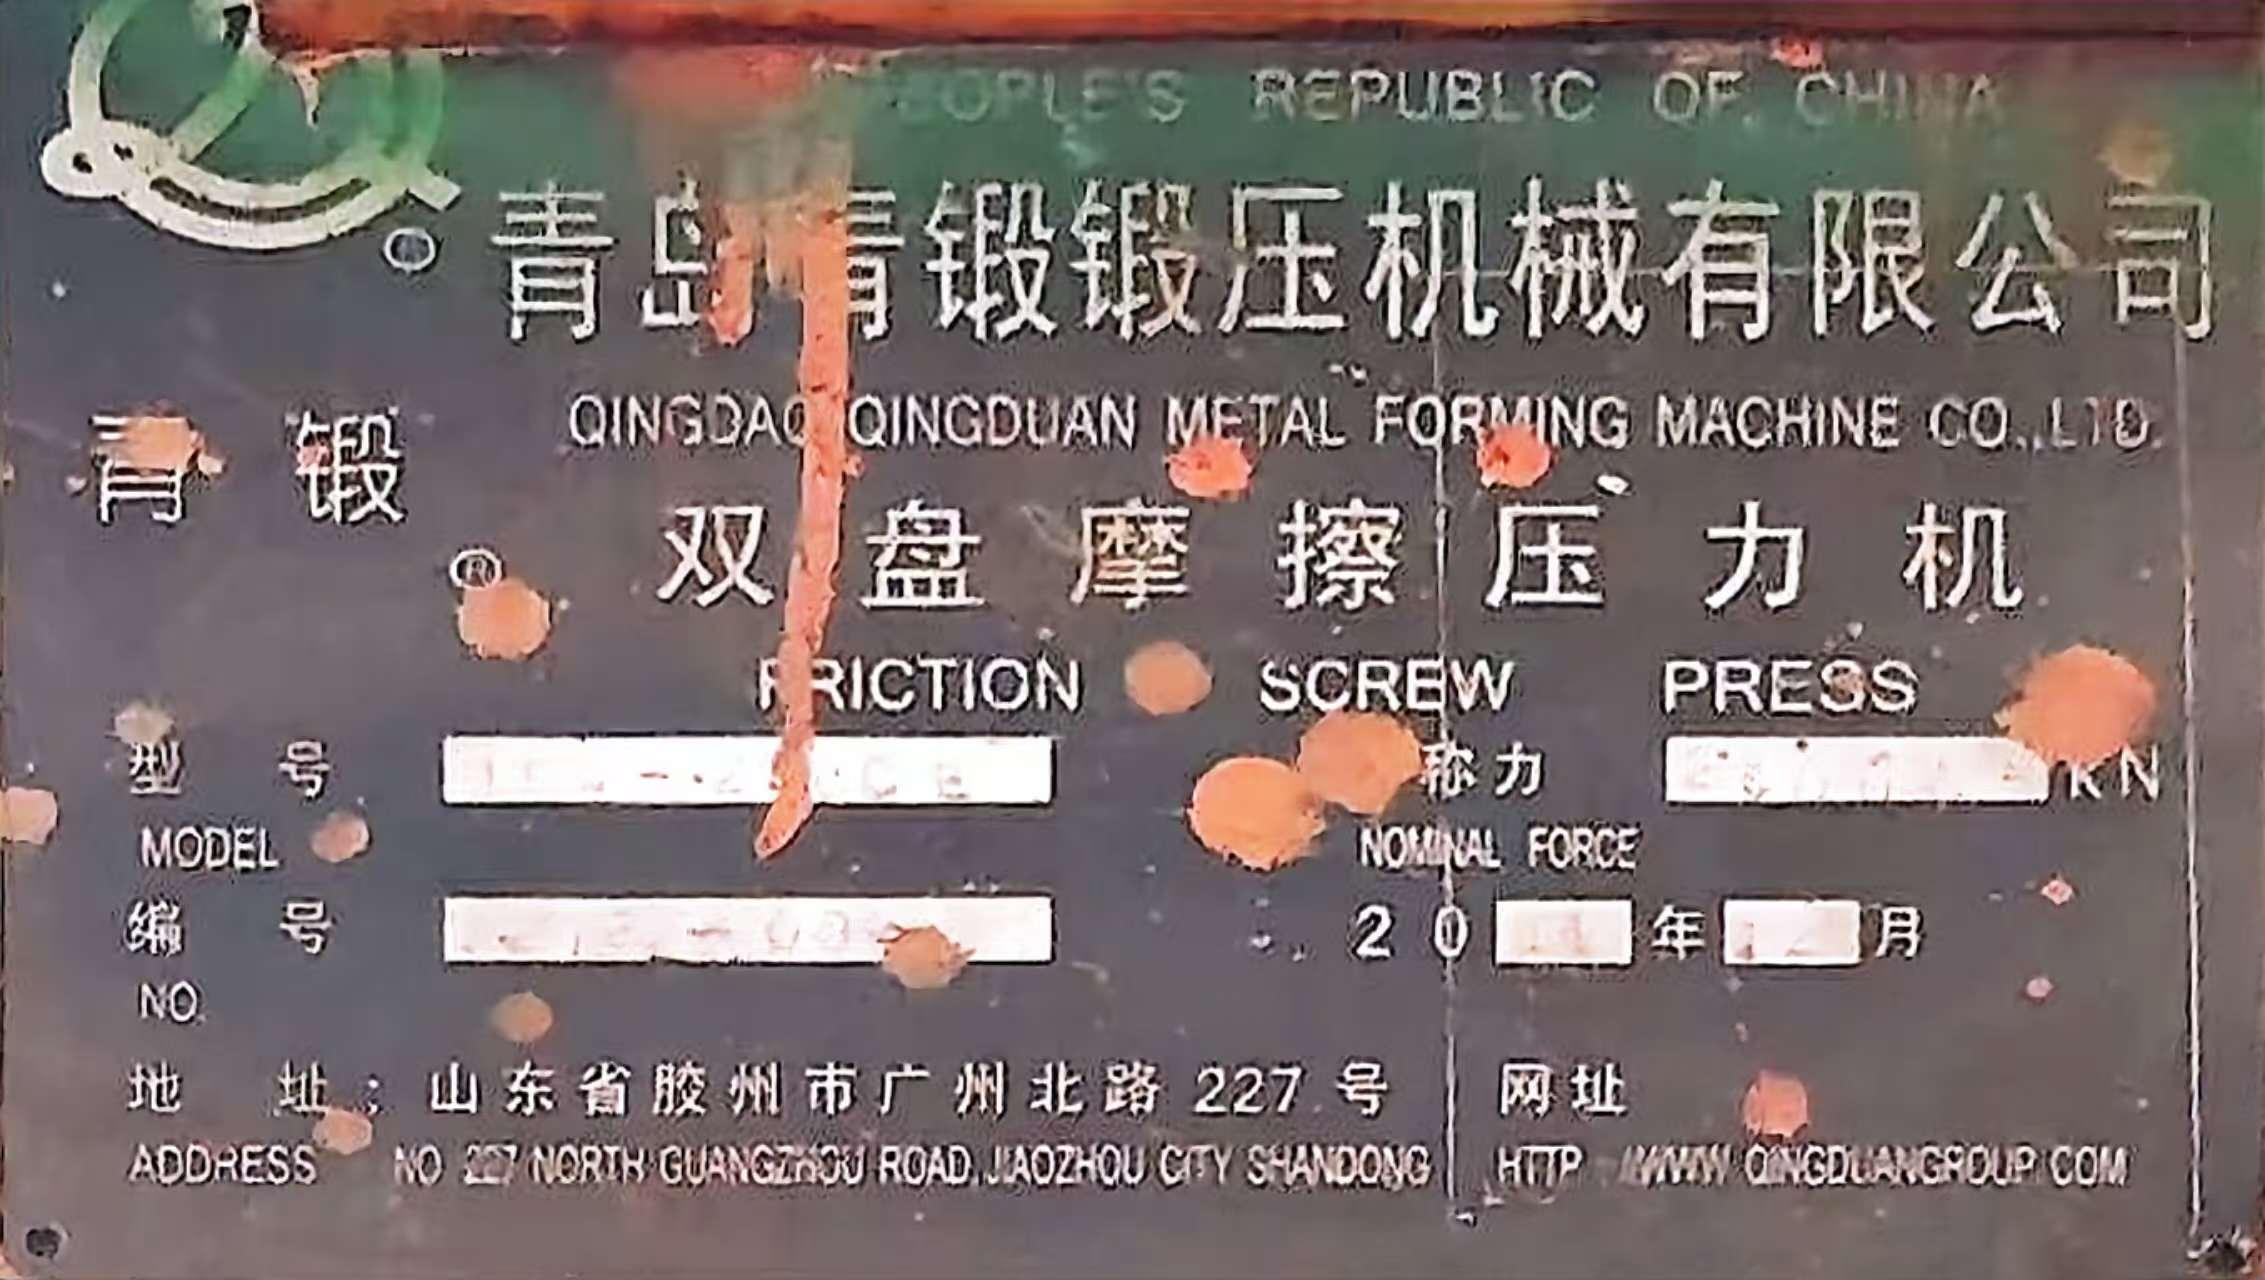 PEOPLE'S REPUBLIC OF CHINA
青岛青锻锻压机械有限公司
QINGDAO QINGDUAN METAL FORMING MACHINE CO.,LTD.
青锻
双盘摩擦压力机
®
FRICTION SCREW PRESS
型号 称力 KN
MODEL NOMINAL FORCE
编号 20 年 12 月
NO.
地址: 山东省胶州市广州北路 227 号 网址
ADDRESS NO 227 NORTH GUANGZHOU ROAD, JIAOZHOU CITY SHANDONG HTTP //WWW QINGDUANGROUP.COM